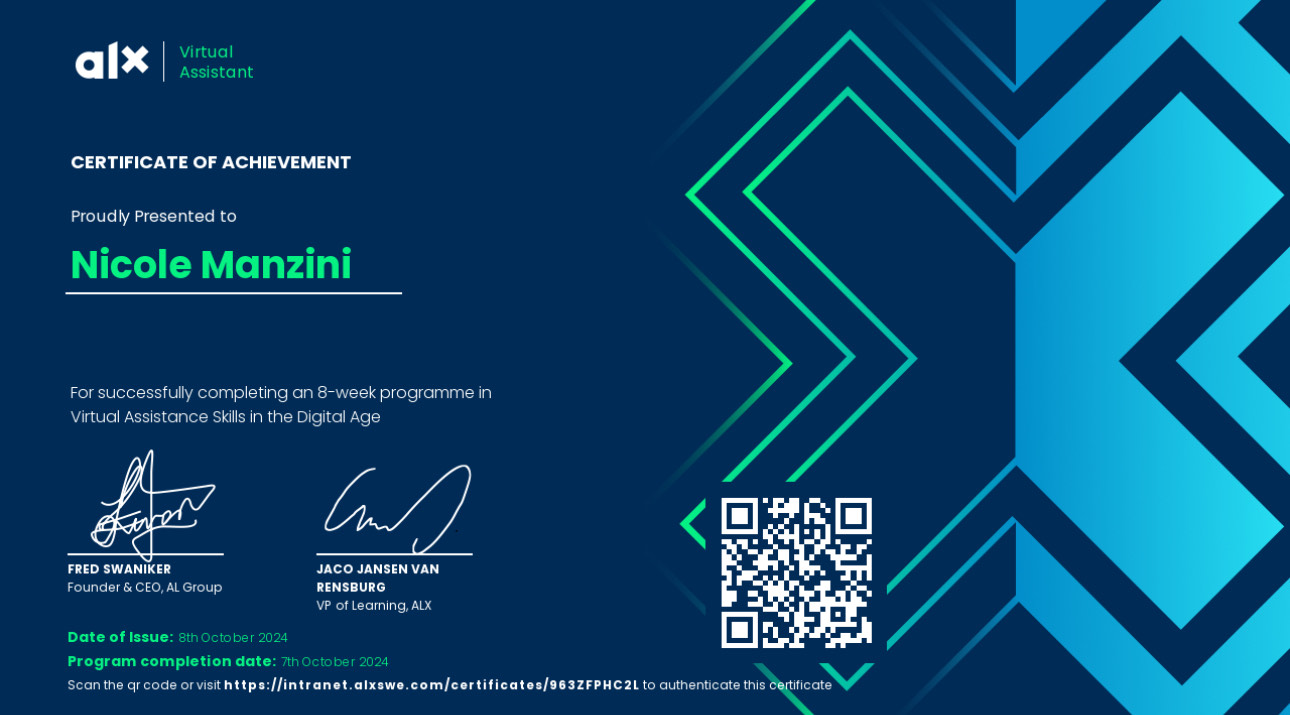 alx
Virtual
Assistant
CERTIFICATE OF ACHIEVEMENT
Proudly Presented to
Nicole Manzini
For successfully completing an 8-week programme in
Virtual Assistance Skills in the Digital Age
FRED SWANIKER
Founder & CEO, AL Group
JACO JANSEN VAN
RENSBURG
VP of Learning, ALX
Date of Issue: 8th October 2024
Program completion date: 7th October 2024
Scan the qr code or visit https://intranet.alxswe.com/certificates/963ZFPHC2L to authenticate this certificate